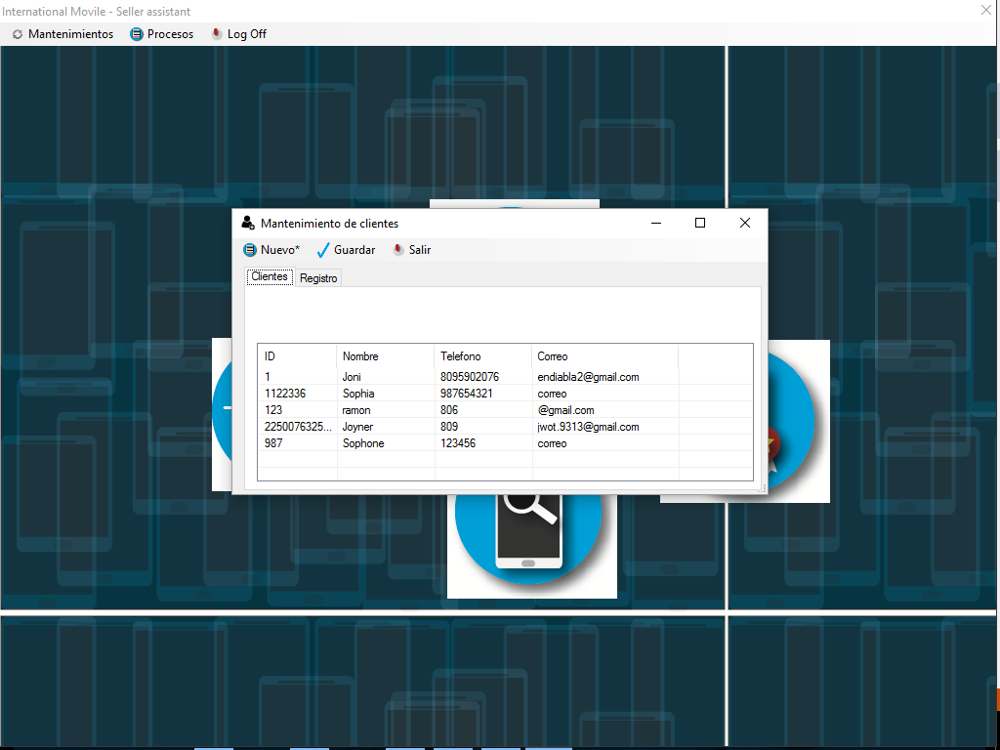 International Movile - Seller assistant
Mantenimientos Procesos Log Off
Mantenimiento de clientes
Nuevo* Guardar Salir
Clientes Registro
ID Nombre Telefono Correo
1 Joni 8095902076 endiabla2@gmail.com
1122336 Sophia 987654321 correo
123 ramon 806 @gmail.com
2250076325... Joyner 809 jwot.9313@gmail.com
987 Sophone 123456 correo